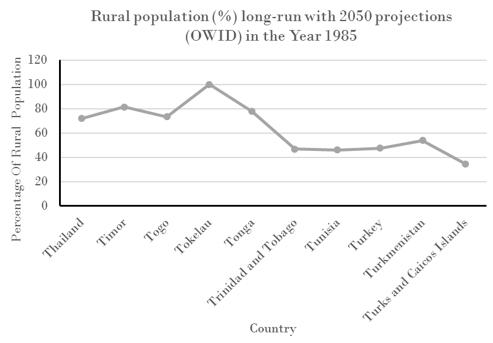 Rural population (%) long-run with 2050 projections
(OWID) in the Year 1985
Percentage Of Rural Population
120
100
80
60
40
20
0
Thailand
Timor
Togo
Tokelau
Tonga
Trinidad and Tobago
Tunisia
Turkey
Turkmenistan
Turks and Caicos Islands
Country